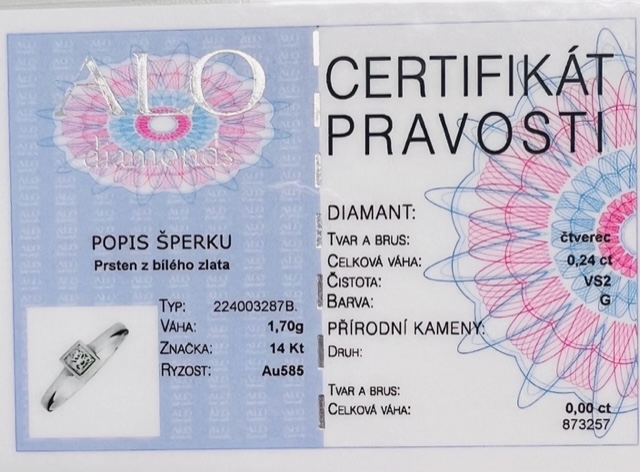 ALO
diamonds
POPIS ŠPERKU
Prsten z bílého zlata
TYP: 224003287B.
VÁHA: 1,70g
ZNAČKA: 14 Kt
RYZOST: Au585
CERTIFIKÁT
PRAVOSTI
DIAMANT:
TVAR A BRUS: čtverec
CELKOVÁ VÁHA: 0,24 ct
ČISTOTA: VS2
BARVA: G
PŘÍRODNÍ KAMENY:
DRUH:
TVAR A BRUS:
CELKOVÁ VÁHA: 0,00 ct
873257